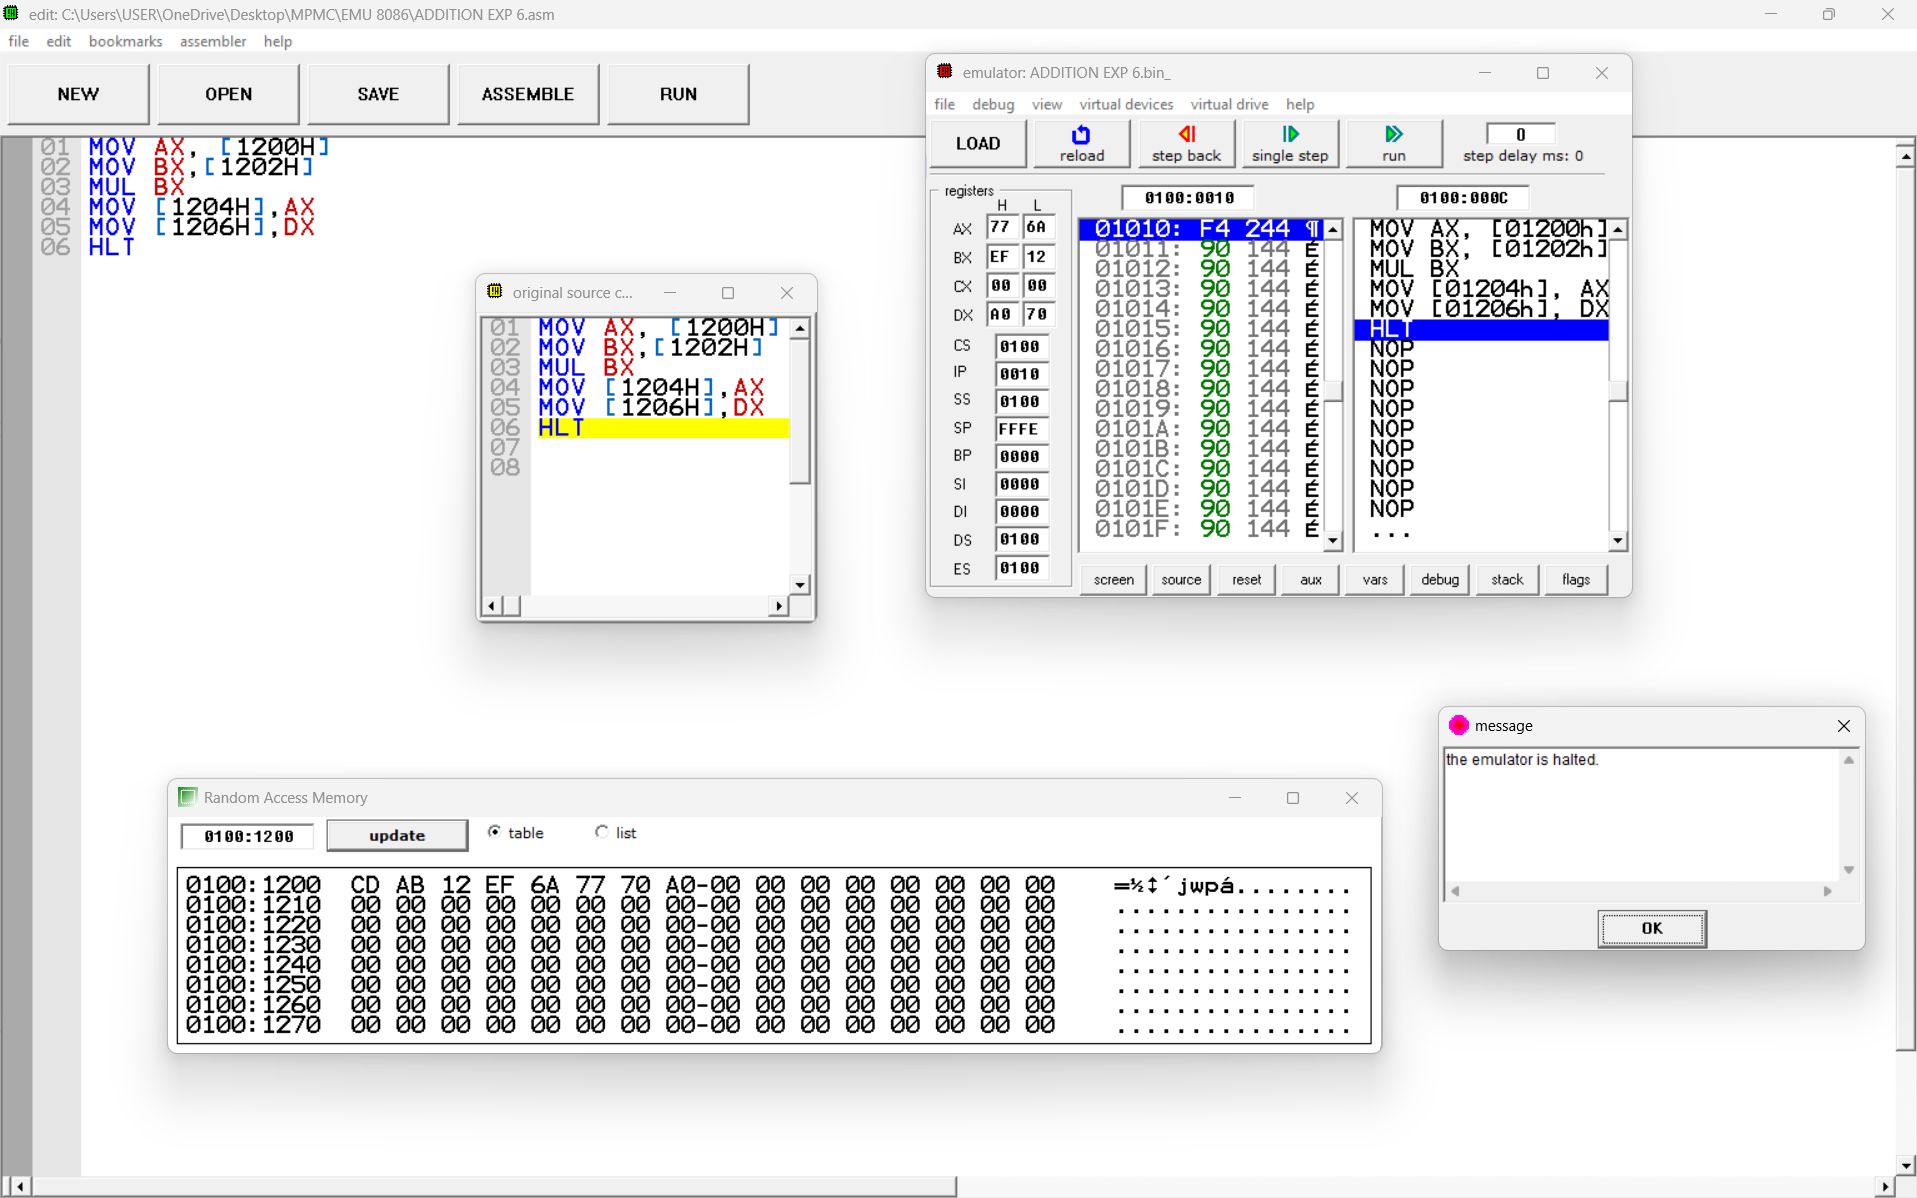 edit: C:\Users\USER\OneDrive\Desktop\MPMC\EMU 8086\ADDITION EXP 6.asm
file edit bookmarks assembler help
NEW OPEN SAVE ASSEMBLE RUN
01 MOV AX, [1200H]
02 MOV BX,[1202H]
03 MUL BX
04 MOV [1204H],AX
05 MOV [1206H],DX
06 HLT
original source c...
01 MOV AX, [1200H]
02 MOV BX,[1202H]
03 MUL BX
04 MOV [1204H],AX
05 MOV [1206H],DX
06 HLT
07
08
emulator: ADDITION EXP 6.bin_
file debug view virtual devices virtual drive help
LOAD reload step back single step run
0
step delay ms: 0
registers
H L
AX 77 6A
BX EF 12
CX 00 00
DX A0 70
CS 0100
IP 0010
SS 0100
SP FFFE
BP 0000
SI 0000
DI 0000
DS 0100
ES 0100
0100:0010
01010: F4 244 ¶
01011: 90 144 É
01012: 90 144 É
01013: 90 144 É
01014: 90 144 É
01015: 90 144 É
01016: 90 144 É
01017: 90 144 É
01018: 90 144 É
01019: 90 144 É
0101A: 90 144 É
0101B: 90 144 É
0101C: 90 144 É
0101D: 90 144 É
0101E: 90 144 É
0101F: 90 144 É
0100:000C
MOV AX, [01200h]
MOV BX, [01202h]
MUL BX
MOV [01204h], AX
MOV [01206h], DX
HLT
NOP
NOP
NOP
NOP
NOP
NOP
NOP
NOP
NOP
...
screen source reset aux vars debug stack flags
message
the emulator is halted.
OK
Random Access Memory
0100:1200 update table list
0100:1200 CD AB 12 EF 6A 77 70 A0-00 00 00 00 00 00 00 00 =½↕´jwpá........
0100:1210 00 00 00 00 00 00 00 00-00 00 00 00 00 00 00 00 ................
0100:1220 00 00 00 00 00 00 00 00-00 00 00 00 00 00 00 00 ................
0100:1230 00 00 00 00 00 00 00 00-00 00 00 00 00 00 00 00 ................
0100:1240 00 00 00 00 00 00 00 00-00 00 00 00 00 00 00 00 ................
0100:1250 00 00 00 00 00 00 00 00-00 00 00 00 00 00 00 00 ................
0100:1260 00 00 00 00 00 00 00 00-00 00 00 00 00 00 00 00 ................
0100:1270 00 00 00 00 00 00 00 00-00 00 00 00 00 00 00 00 ................